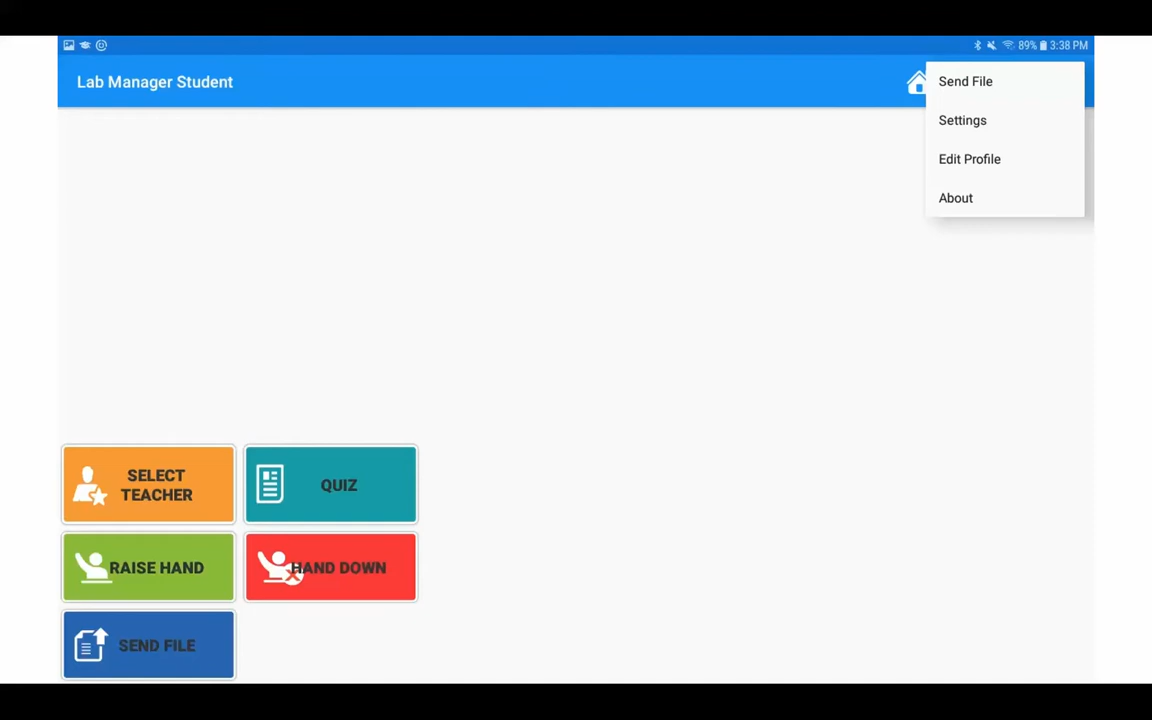 89% 3:38 PM
Lab Manager Student
Send File
Settings
Edit Profile
About
SELECT
TEACHER
QUIZ
RAISE HAND
HAND DOWN
SEND FILE